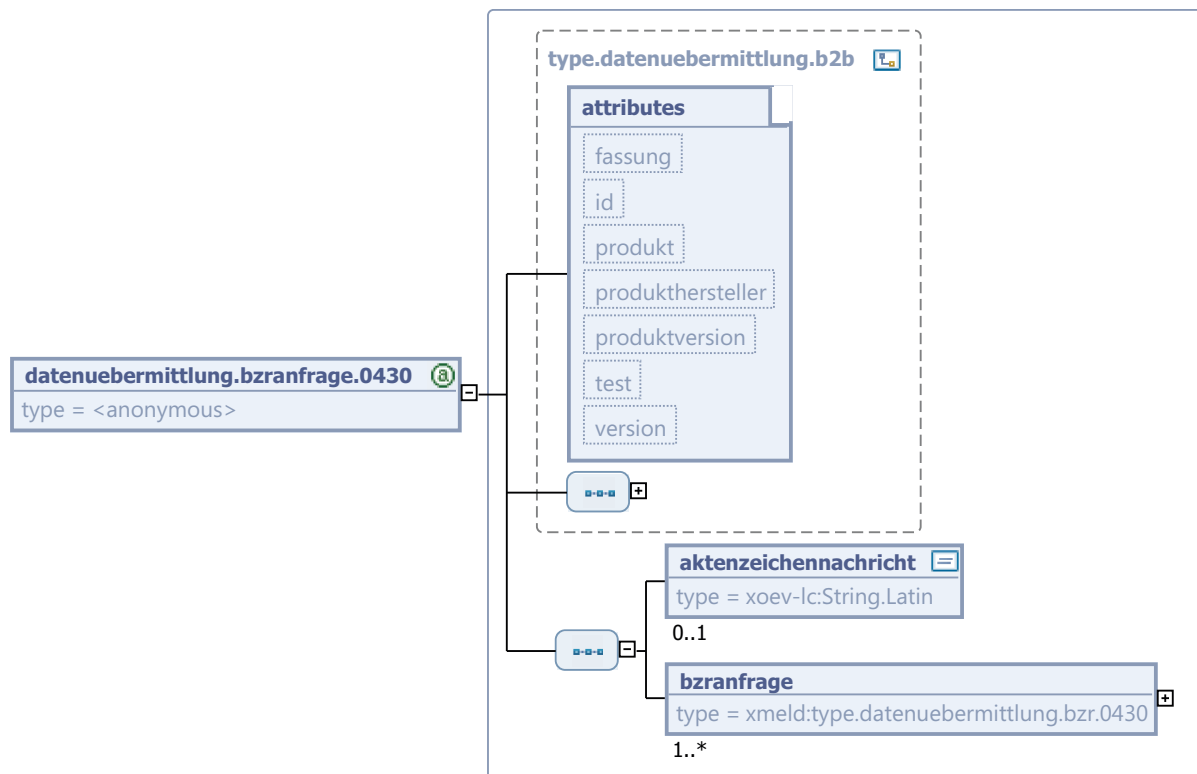 type.datenuebermittlung.b2b
attributes
fassung
id
produkt
produkthersteller
produktversion
test
version
datenuebermittlung.bzranfrage.0430
type = <anonymous>
aktenzeichennachricht
type = xoev-lc:String.Latin
0..1
bzranfrage
type = xmeld:type.datenuebermittlung.bzr.0430
1..*